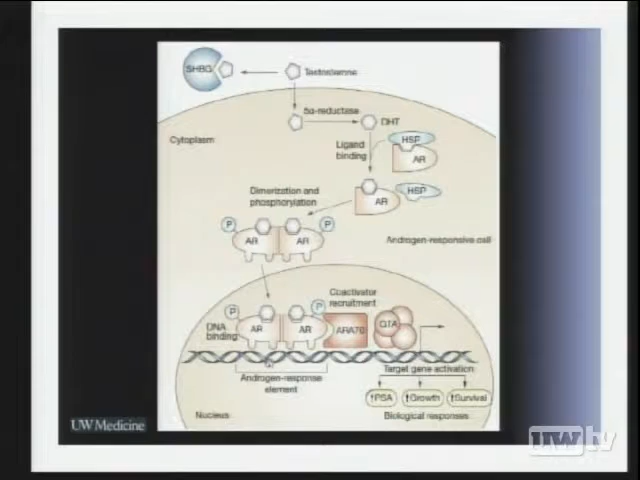 SHBG
Testosterone
5α-reductase
DHT
Cytoplasm
Ligand
binding
HSP
AR
AR
HSP
Dimerization and
phosphorylation
P
P
AR
AR
Androgen-responsive cell
Coactivator
recruitment
P
P
DNA
binding
AR
AR
ARA70
GTA
Target gene activation
Androgen-response
element
↑PSA
↑Growth
↑Survival
Nucleus
Biological responses
UW Medicine
UWtv